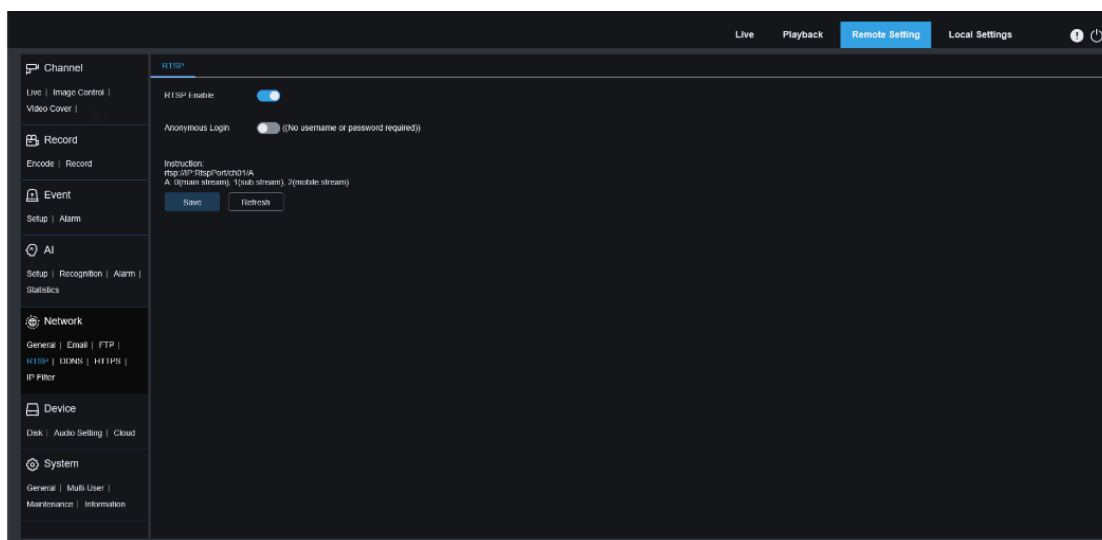 Live Playback Remote Setting Local Settings
Channel
Live | Image Control |
Video Cover |
Record
Encode | Record
Event
Setup | Alarm
AI
Setup | Recognition | Alarm |
Statistics
Network
General | Email | FTP |
RTSP | DDNS | HTTPS |
IP Filter
Device
Disk | Audio Setting | Cloud
System
General | Multi-User |
Maintenance | Information
RTSP
RTSP Enable
Anonymous Login ((No username or password required))
Instruction:
rtsp://IP:RtspPort/ch01/A
A: 0(main stream), 1(sub stream), 2(mobile stream)
Save Refresh